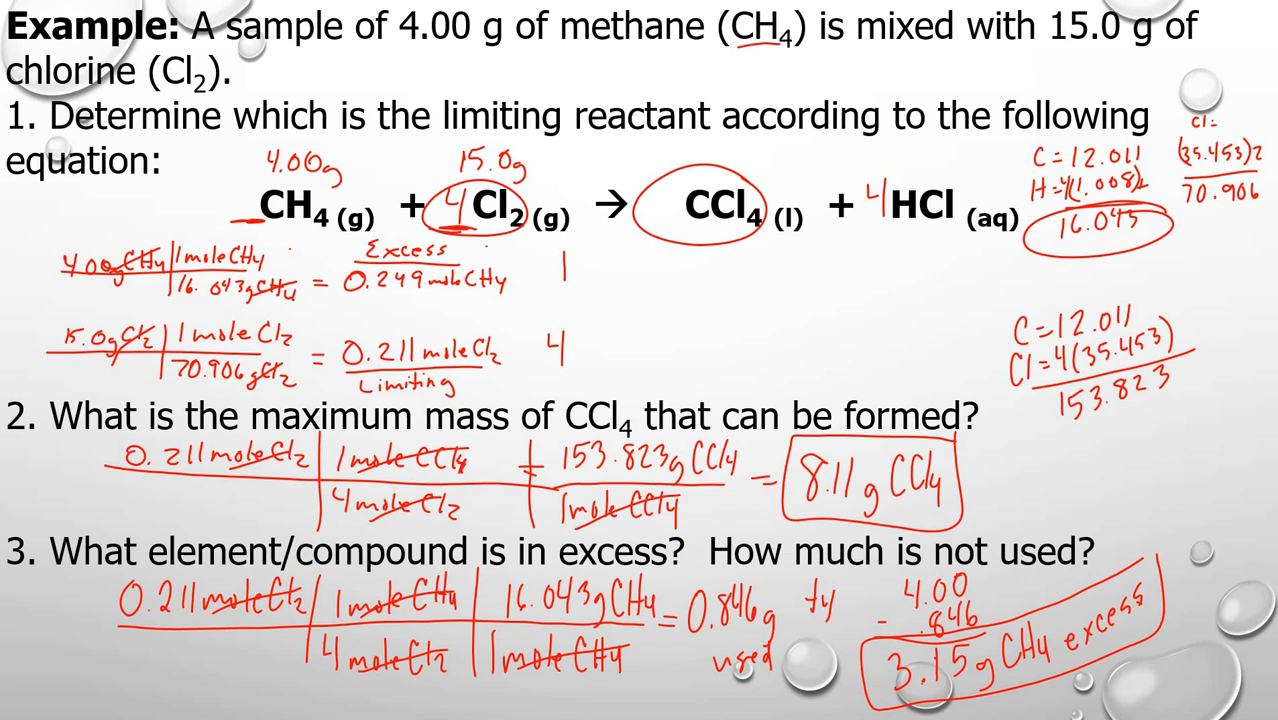 Example: A sample of 4.00 g of methane (CH₄) is mixed with 15.0 g of
chlorine (Cl₂).
1. Determine which is the limiting reactant according to the following
equation:
4.00g 15.0g
CH₄ (g) + 4 Cl₂ (g) → CCl₄ (l) + 4 HCl (aq)
C=12.011
H=4(1.008)
16.043
Cl=
(35.453)2
70.906
4.00g CH4 | 1 mole CH4
16.043g CH4 = 0.249 mole CH4 1
Excess
15.0g Cl2 | 1 mole Cl2
70.906 g Cl2 = 0.211 mole Cl2 4
Limiting
C=12.011
Cl=4(35.453)
153.823
2. What is the maximum mass of CCl₄ that can be formed?
0.211 mole Cl2 | 1 mole CCl4 | 153.823g CCl4
4 mole Cl2 | 1 mole CCl4 = 8.11 g CCl4
3. What element/compound is in excess? How much is not used?
0.211 mole Cl2 | 1 mole CH4 | 16.043g CH4 = 0.846g
4 mole Cl2 | 1 mole CH4 used
4.00
- .846
3.15g CH4 excess